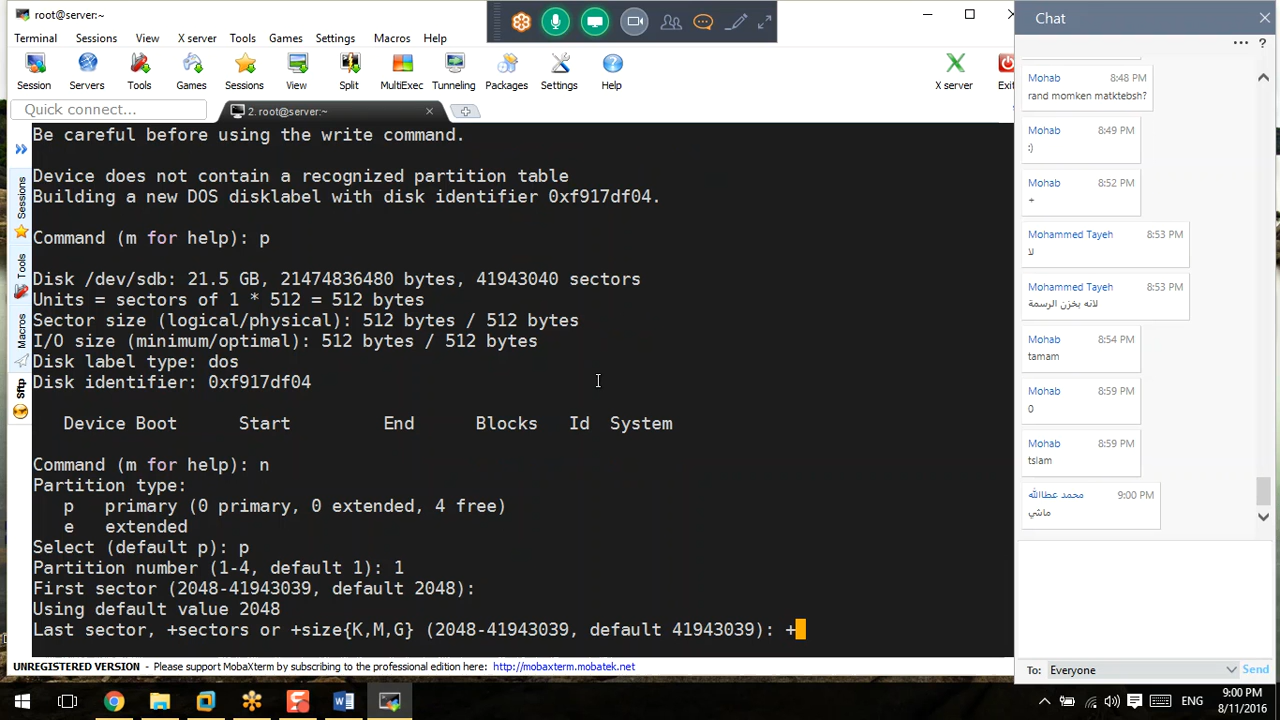 root@server:~
Terminal Sessions View X server Tools Games Settings Macros Help
Session Servers Tools Games Sessions View Split MultiExec Tunneling Packages Settings Help X server Exit
Quick connect...
2. root@server:~
Sessions
Tools
Macros
Sftp
Be careful before using the write command.
Device does not contain a recognized partition table
Building a new DOS disklabel with disk identifier 0xf917df04.
Command (m for help): p
Disk /dev/sdb: 21.5 GB, 21474836480 bytes, 41943040 sectors
Units = sectors of 1 * 512 = 512 bytes
Sector size (logical/physical): 512 bytes / 512 bytes
I/O size (minimum/optimal): 512 bytes / 512 bytes
Disk label type: dos
Disk identifier: 0xf917df04
Device Boot Start End Blocks Id System
Command (m for help): n
Partition type:
p primary (0 primary, 0 extended, 4 free)
e extended
Select (default p): p
Partition number (1-4, default 1): 1
First sector (2048-41943039, default 2048):
Using default value 2048
Last sector, +sectors or +size{K,M,G} (2048-41943039, default 41943039): +
UNREGISTERED VERSION - Please support MobaXterm by subscribing to the professional edition here: http://mobaxterm.mobatek.net
Chat
Mohab 8:48 PM
rand momken matktebsh?
Mohab 8:49 PM
:)
Mohab 8:52 PM
+
Mohammed Tayeh 8:53 PM
لا
Mohammed Tayeh 8:53 PM
لانه بخزن الرسمة
Mohab 8:54 PM
tamam
Mohab 8:59 PM
0
Mohab 8:59 PM
tslam
محمد عطاالله 9:00 PM
ماشي
To: Everyone Send
ENG
9:00 PM
8/11/2016